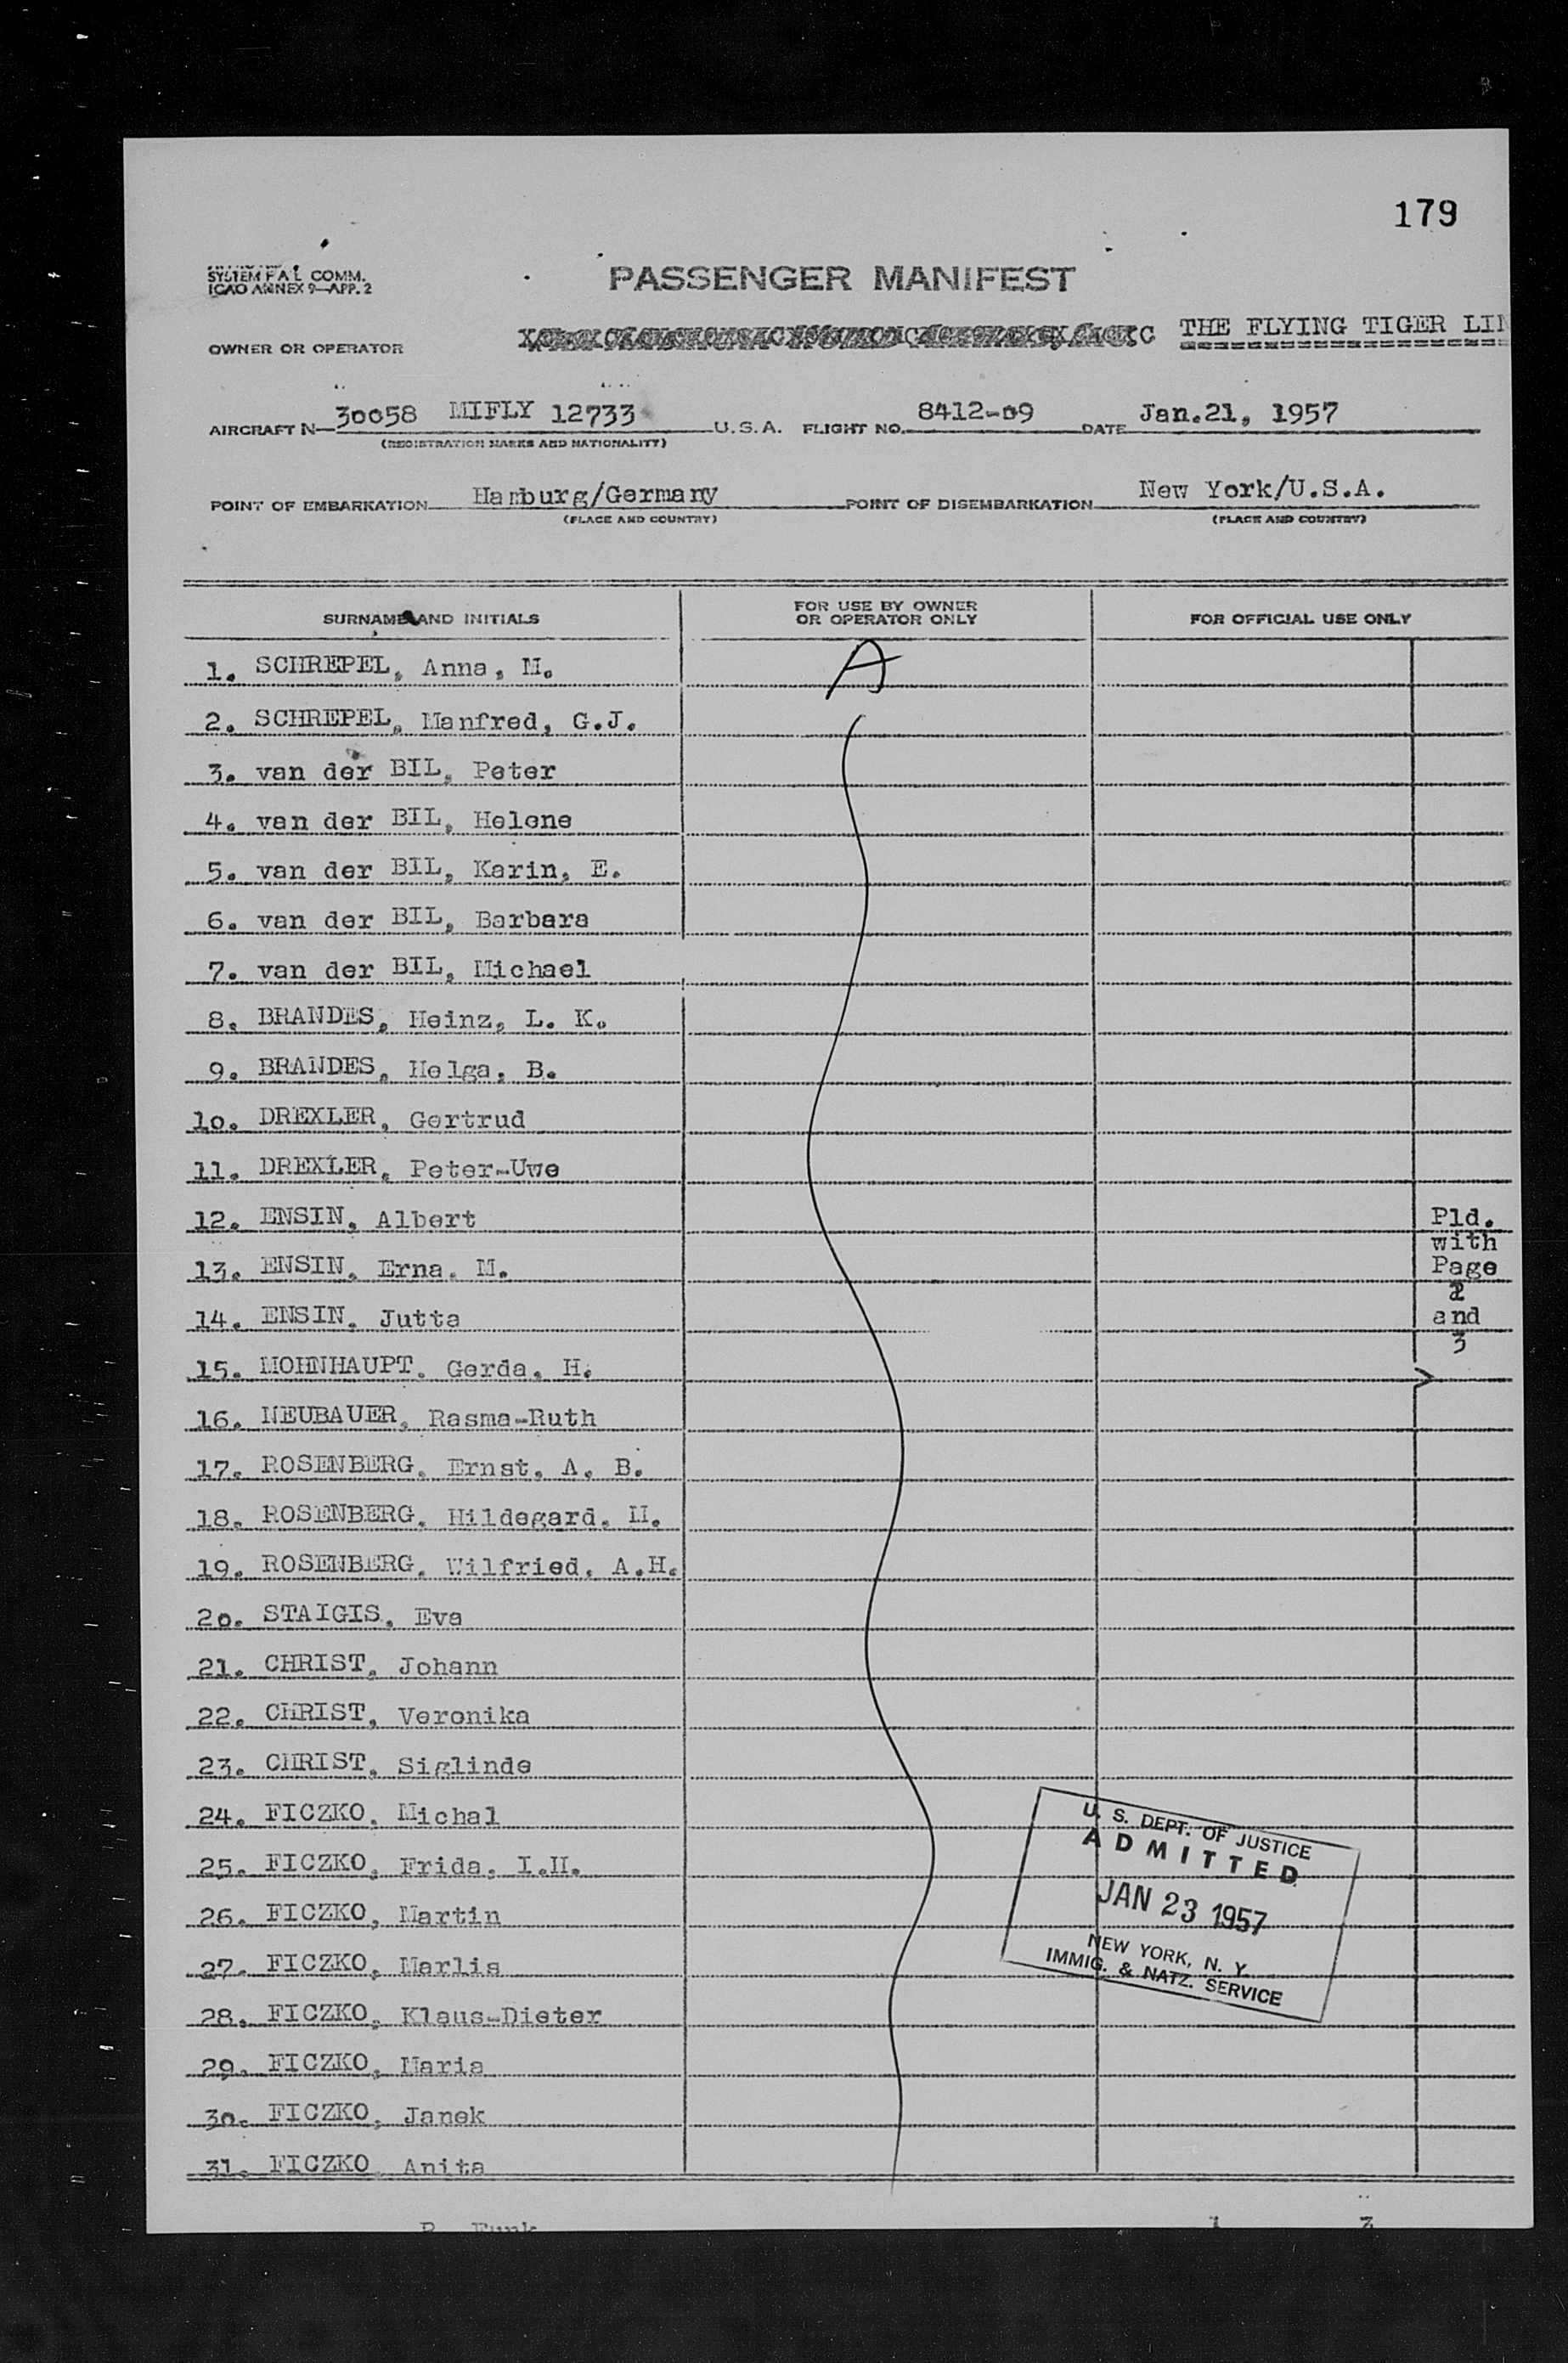 179
SYSTEM F A L COMM.
ICAO ANNEX 9—APP. 2
PASSENGER MANIFEST
OWNER OR OPERATOR
THE FLYING TIGER LIN
AIRCRAFT N 30058 MIFLY 12733 U.S.A. FLIGHT NO. 8412-09 DATE Jan.21, 1957
(REGISTRATION MARKS AND NATIONALITY)
POINT OF EMBARKATION Hamburg/Germany POINT OF DISEMBARKATION New York/U.S.A.
(PLACE AND COUNTRY) (PLACE AND COUNTRY)
SURNAME AND INITIALS
FOR USE BY OWNER
OR OPERATOR ONLY
FOR OFFICIAL USE ONLY
A
1. SCHREPEL, Anna, M.
2. SCHREPEL, Manfred, G.J.
3. van der BIL, Peter
4. van der BIL, Helene
5. van der BIL, Karin, E.
6. van der BIL, Barbara
7. van der BIL, Michael
8. BRANDES, Heinz, L. K.
9. BRANDES, Helga, B.
1o. DREXLER, Gertrud
11. DREXLER, Peter-Uwe
12. ENSIN, Albert
13. ENSIN, Erna, M.
14. ENSIN, Jutta
15. MOHNHAUPT, Gerda, H.
16. NEUBAUER, Rasma-Ruth
17. ROSENBERG, Ernst, A. B.
18. ROSENBERG, Hildegard, M.
19. ROSENBERG, Wilfried, A.H.
2o. STAIGIS, Eva
21. CHRIST, Johann
22. CHRIST, Veronika
23. CHRIST, Siglinde
24. FICZKO, Michal
25. FICZKO, Frida, I.H.
26. FICZKO, Martin
27. FICZKO, Marlis
28. FICZKO, Klaus-Dieter
29. FICZKO, Maria
3o. FICZKO, Janek
31. FICZKO Anita
Pld.
with
Page
2
and
3
U. S. DEPT. OF JUSTICE
ADMITTED
JAN 23 1957
NEW YORK, N. Y.
IMMIG. & NATZ. SERVICE